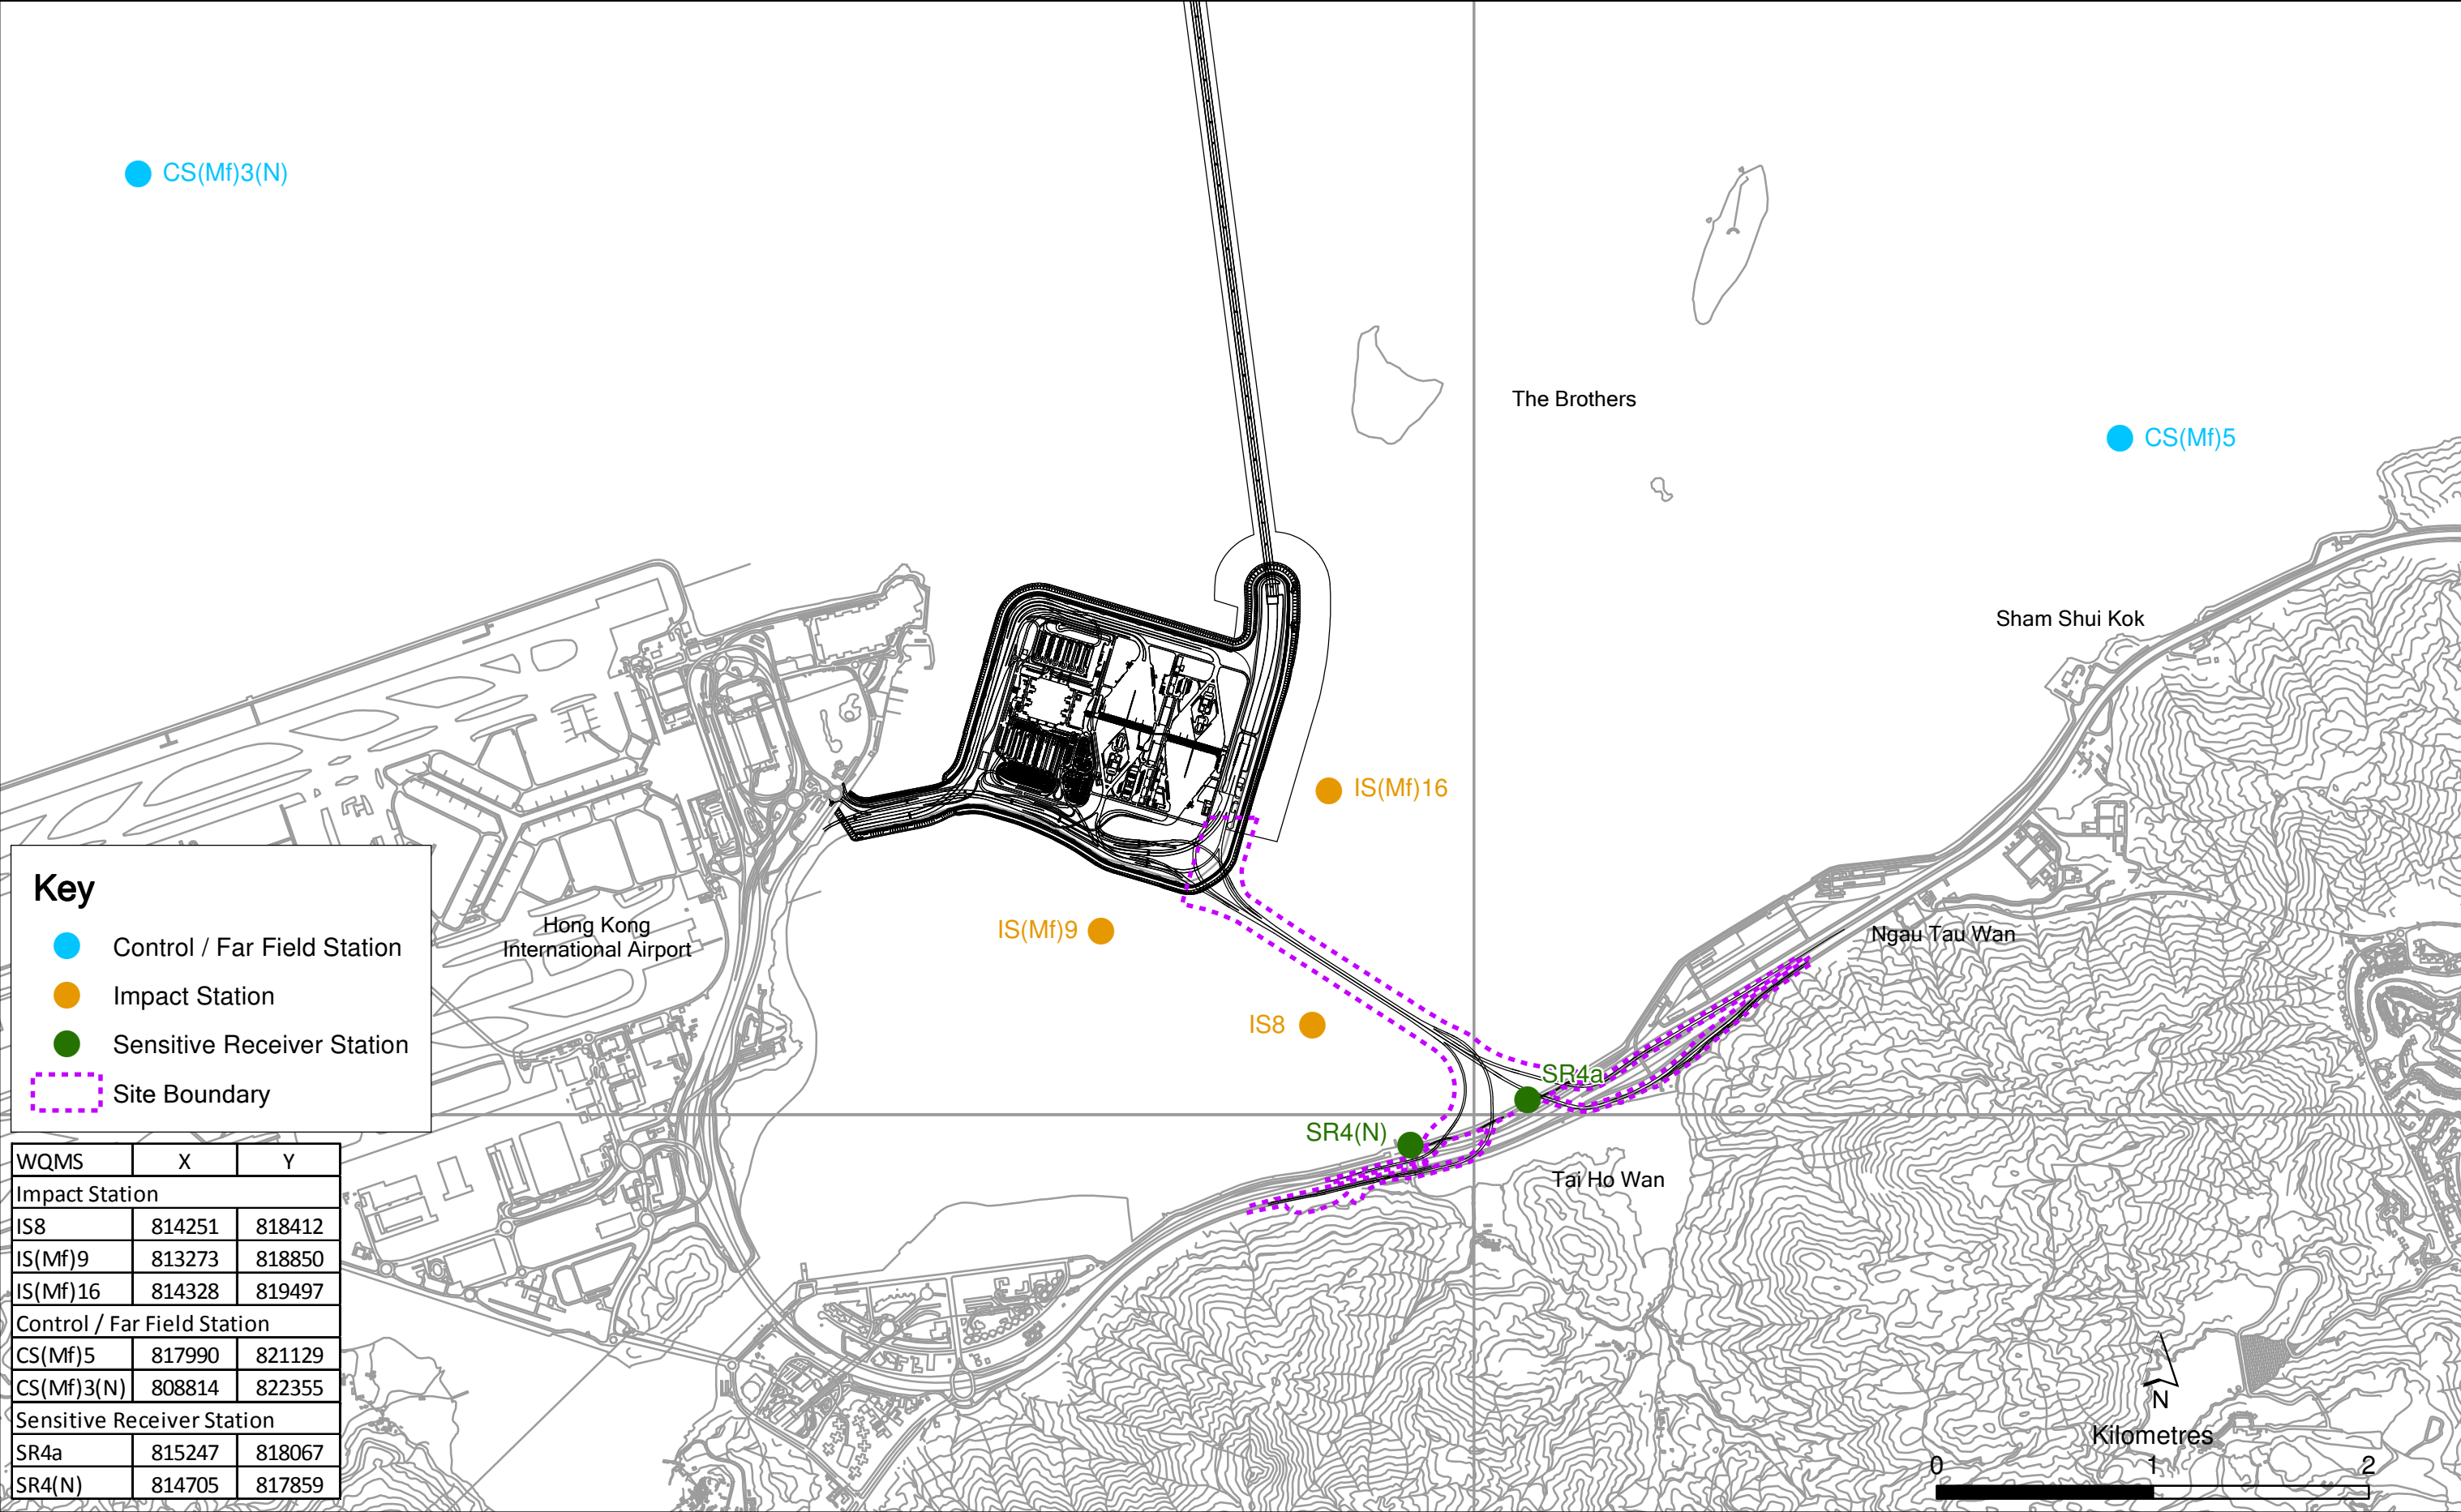 CS(Mf)3(N)
The Brothers
CS(Mf)5
Sham Shui Kok
IS(Mf)16
Ngau Tau Wan
IS(Mf)9
Hong Kong
International Airport
IS8
SR4a
SR4(N)
Tai Ho Wan
Key
Control / Far Field Station
Impact Station
Sensitive Receiver Station
Site Boundary
WQMS X Y
Impact Station
IS8 814251 818412
IS(Mf)9 813273 818850
IS(Mf)16 814328 819497
Control / Far Field Station
CS(Mf)5 817990 821129
CS(Mf)3(N) 808814 822355
Sensitive Receiver Station
SR4a 815247 818067
SR4(N) 814705 817859
N
Kilometres
0 1 2